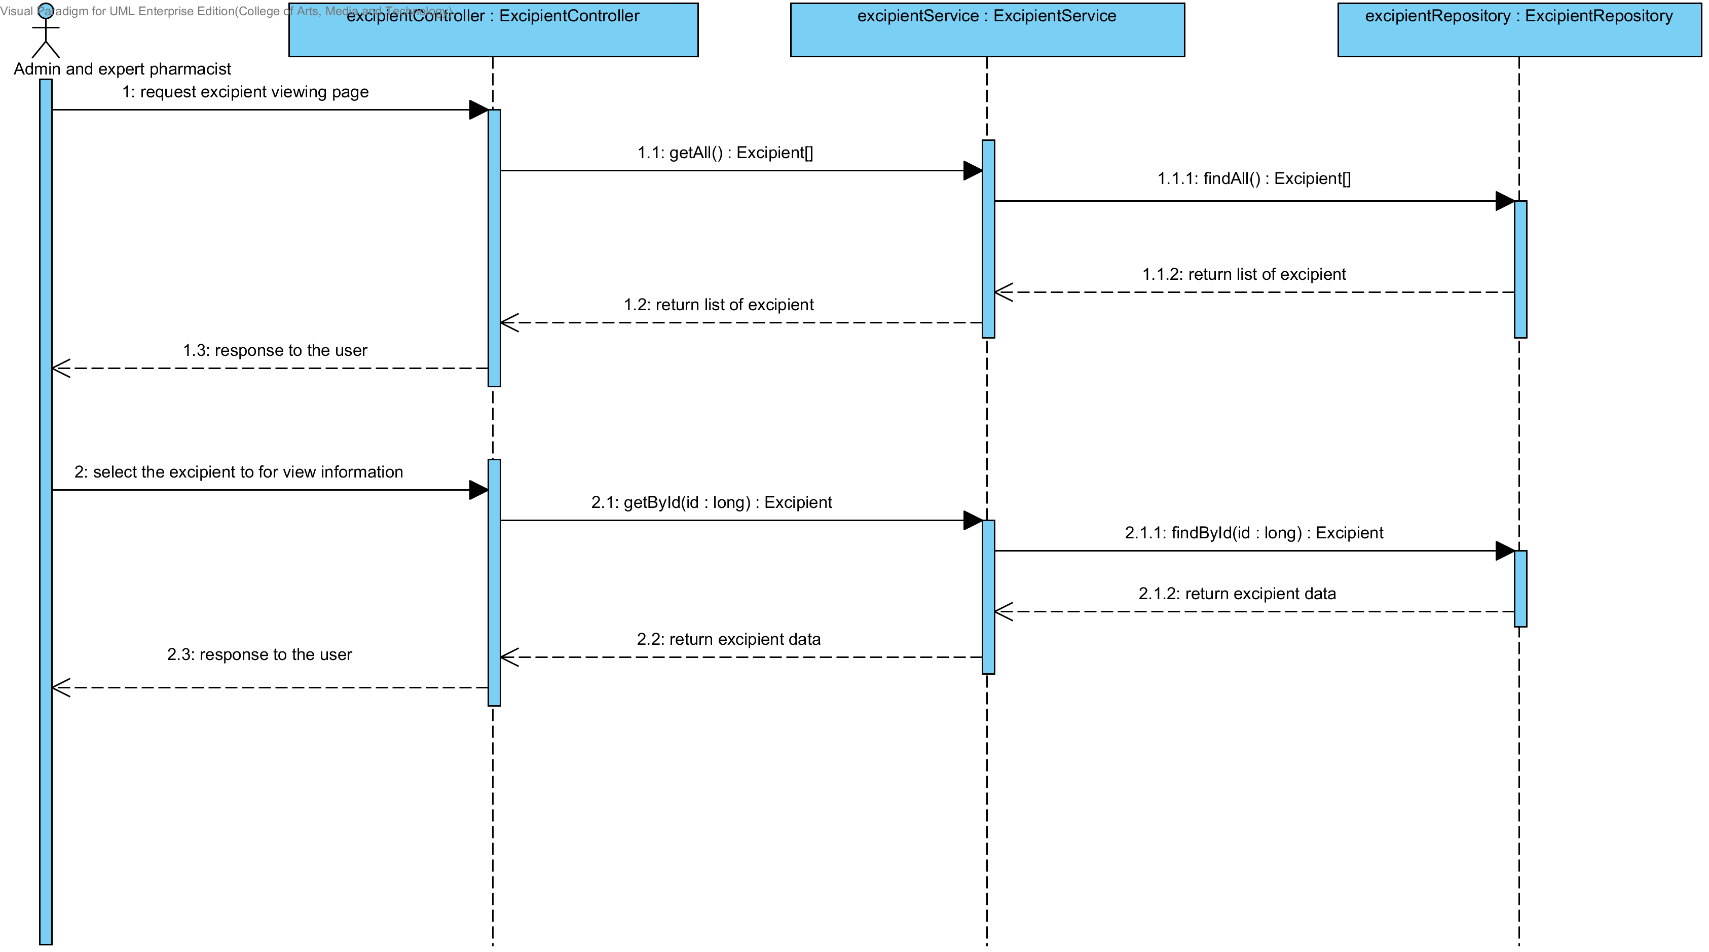 Visual Paradigm for UML Enterprise Edition(College of Arts, Media and Technology)
excipientController : ExcipientController
excipientService : ExcipientService
excipientRepository : ExcipientRepository
Admin and expert pharmacist
1: request excipient viewing page
1.1: getAll() : Excipient[]
1.1.1: findAll() : Excipient[]
1.1.2: return list of excipient
1.2: return list of excipient
1.3: response to the user
2: select the excipient to for view information
2.1: getById(id : long) : Excipient
2.1.1: findById(id : long) : Excipient
2.1.2: return excipient data
2.2: return excipient data
2.3: response to the user